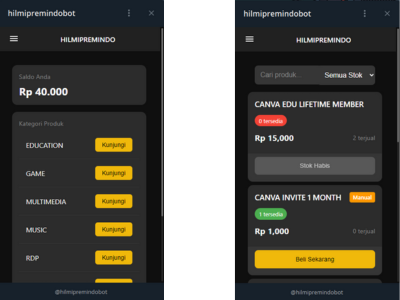 hilmipremindobot
HILMIPREMINDO
Saldo Anda
Rp 40.000
Kategori Produk
EDUCATION
Kunjungi
GAME
Kunjungi
MULTIMEDIA
Kunjungi
MUSIC
Kunjungi
RDP
Kunjungi
@hilmipremindobot
hilmipremindobot
HILMIPREMINDO
Cari produk..
Semua Stok
CANVA EDU LIFETIME MEMBER
0 tersedia
Rp 15,000
2 terjual
Stok Habis
CANVA INVITE 1 MONTH
Manual
1 tersedia
Rp 1,000
0 terjual
Beli Sekarang
@hilmipremindobot